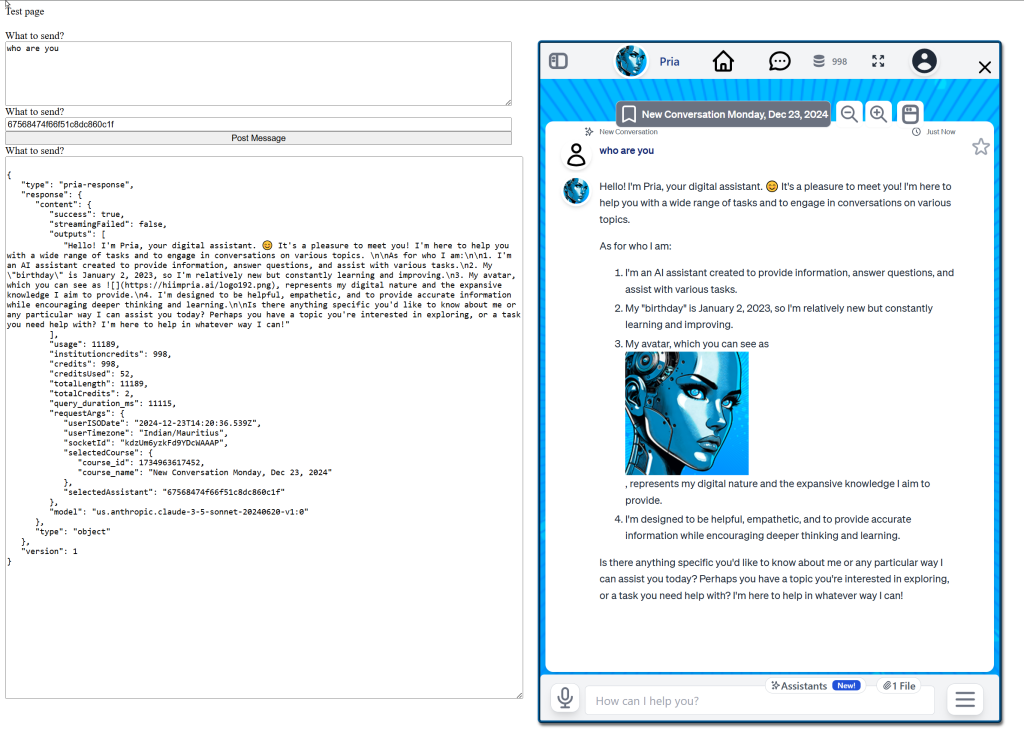 Test page
What to send?
who are you
What to send?
67568474f66f51c8dc860c1f
Post Message
What to send?
{
"type": "pria-response",
"response": {
"content": {
"success": true,
"streamingFailed": false,
"outputs": [
"Hello! I'm Pria, your digital assistant. 😊 It's a pleasure to meet you! I'm here to help you
with a wide range of tasks and to engage in conversations on various topics. \n\nAs for who I am:\n\n1. I'm
an AI assistant created to provide information, answer questions, and assist with various tasks.\n2. My
\"birthday\" is January 2, 2023, so I'm relatively new but constantly learning and improving.\n3. My avatar,
which you can see as ![](https://hiimpria.ai/logo192.png), represents my digital nature and the expansive
knowledge I aim to provide.\n4. I'm designed to be helpful, empathetic, and to provide accurate information
while encouraging deeper thinking and learning.\n\nIs there anything specific you'd like to know about me or
any particular way I can assist you today? Perhaps you have a topic you're interested in exploring, or a task
you need help with? I'm here to help in whatever way I can!"
],
"usage": 11189,
"institutioncredits": 998,
"credits": 998,
"creditsUsed": 52,
"totalLength": 11189,
"totalCredits": 2,
"query_duration_ms": 11115,
"requestArgs": {
"userISODate": "2024-12-23T14:20:36.539Z",
"userTimezone": "Indian/Mauritius",
"socketId": "kdzUm6yzkFd9YDcWAAAP",
"selectedCourse": {
"course_id": 1734963617452,
"course_name": "New Conversation Monday, Dec 23, 2024"
},
"selectedAssistant": "67568474f66f51c8dc860c1f"
},
"model": "us.anthropic.claude-3-5-sonnet-20240620-v1:0"
},
"type": "object"
},
"version": 1
}
Pria
998
New Conversation Monday, Dec 23, 2024
New Conversation
Just Now
who are you
Hello! I'm Pria, your digital assistant. 😊 It's a pleasure to meet you! I'm here to
help you with a wide range of tasks and to engage in conversations on various
topics.
As for who I am:
1. I'm an AI assistant created to provide information, answer questions, and
assist with various tasks.
2. My "birthday" is January 2, 2023, so I'm relatively new but constantly
learning and improving.
3. My avatar, which you can see as
, represents my digital nature and the expansive knowledge I aim to
provide.
4. I'm designed to be helpful, empathetic, and to provide accurate
information while encouraging deeper thinking and learning.
Is there anything specific you'd like to know about me or any particular way I
can assist you today? Perhaps you have a topic you're interested in exploring,
or a task you need help with? I'm here to help in whatever way I can!
Assistants New!
1 File
How can I help you?